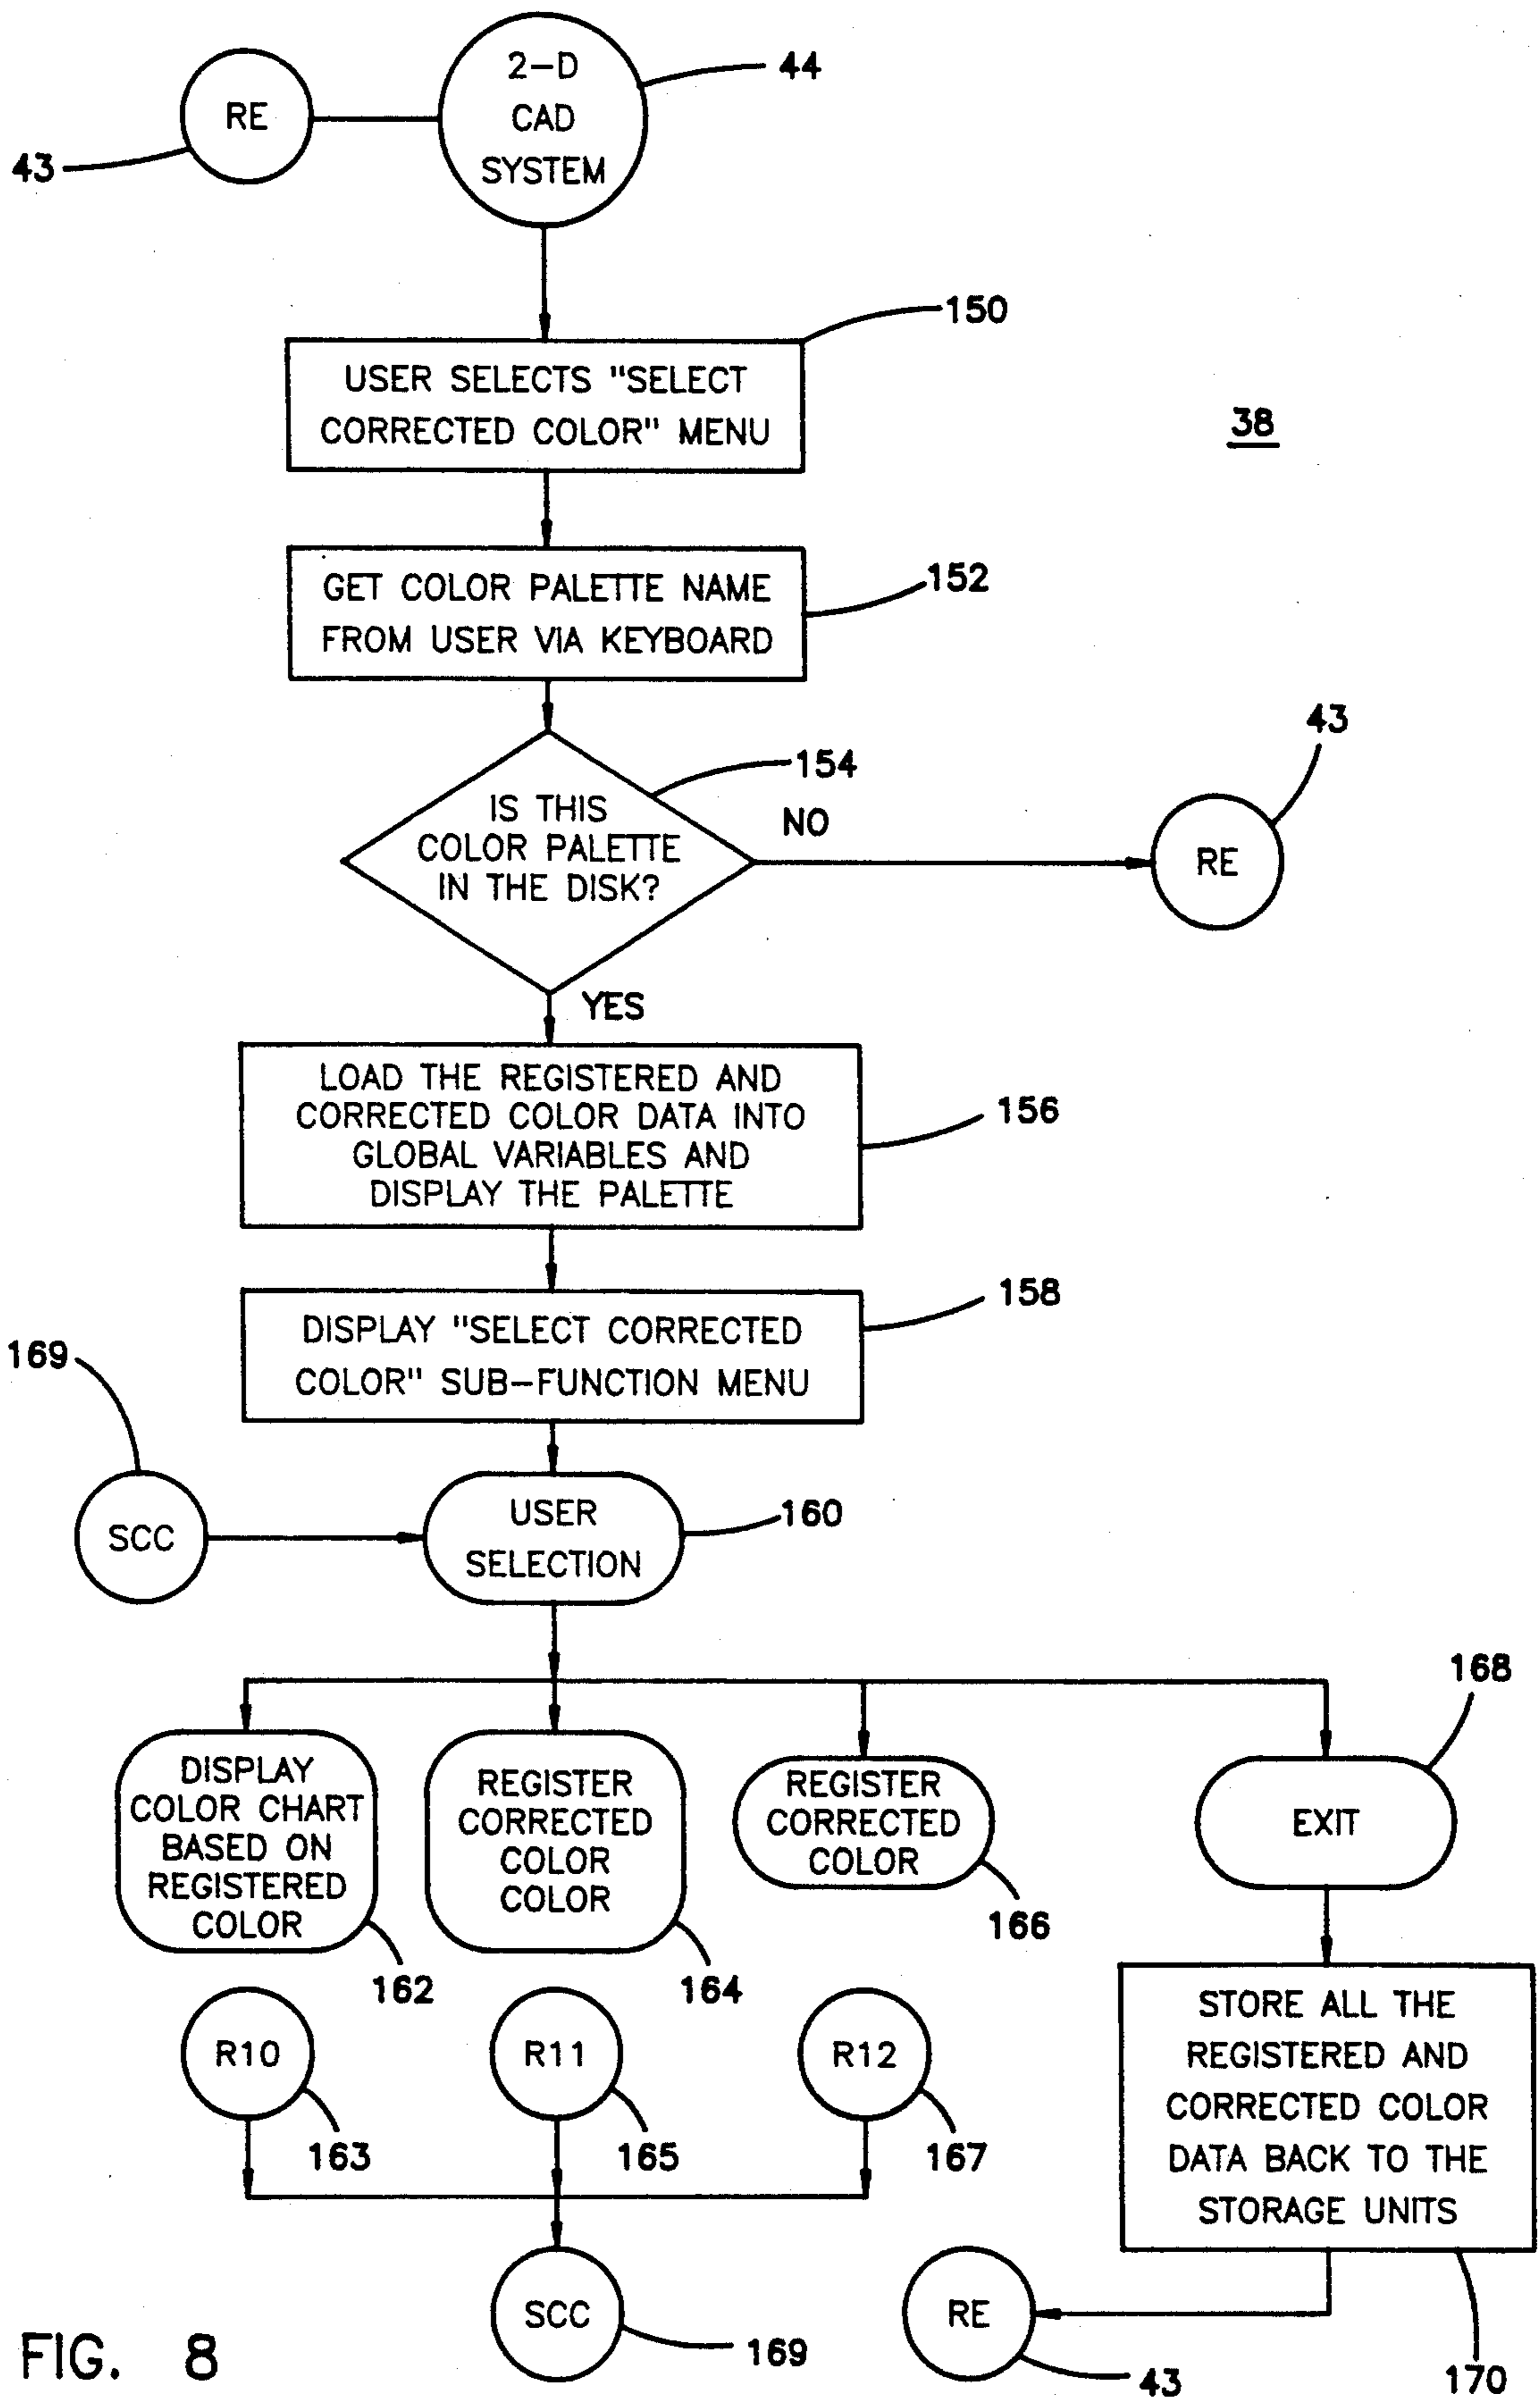 2-D
CAD
SYSTEM
44
RE
43
150
USER SELECTS "SELECT
CORRECTED COLOR" MENU
38
152
GET COLOR PALETTE NAME
FROM USER VIA KEYBOARD
43
154
IS THIS
COLOR PALETTE
IN THE DISK?
NO
RE
YES
LOAD THE REGISTERED AND
CORRECTED COLOR DATA INTO
GLOBAL VARIABLES AND
DISPLAY THE PALETTE
156
158
DISPLAY "SELECT CORRECTED
COLOR" SUB-FUNCTION MENU
169
SCC
USER
SELECTION
160
168
DISPLAY
COLOR CHART
BASED ON
REGISTERED
COLOR
REGISTER
CORRECTED
COLOR
COLOR
REGISTER
CORRECTED
COLOR
EXIT
162
164
166
R10
R11
R12
163
165
167
STORE ALL THE
REGISTERED AND
CORRECTED COLOR
DATA BACK TO THE
STORAGE UNITS
SCC
169
RE
43
170
FIG. 8